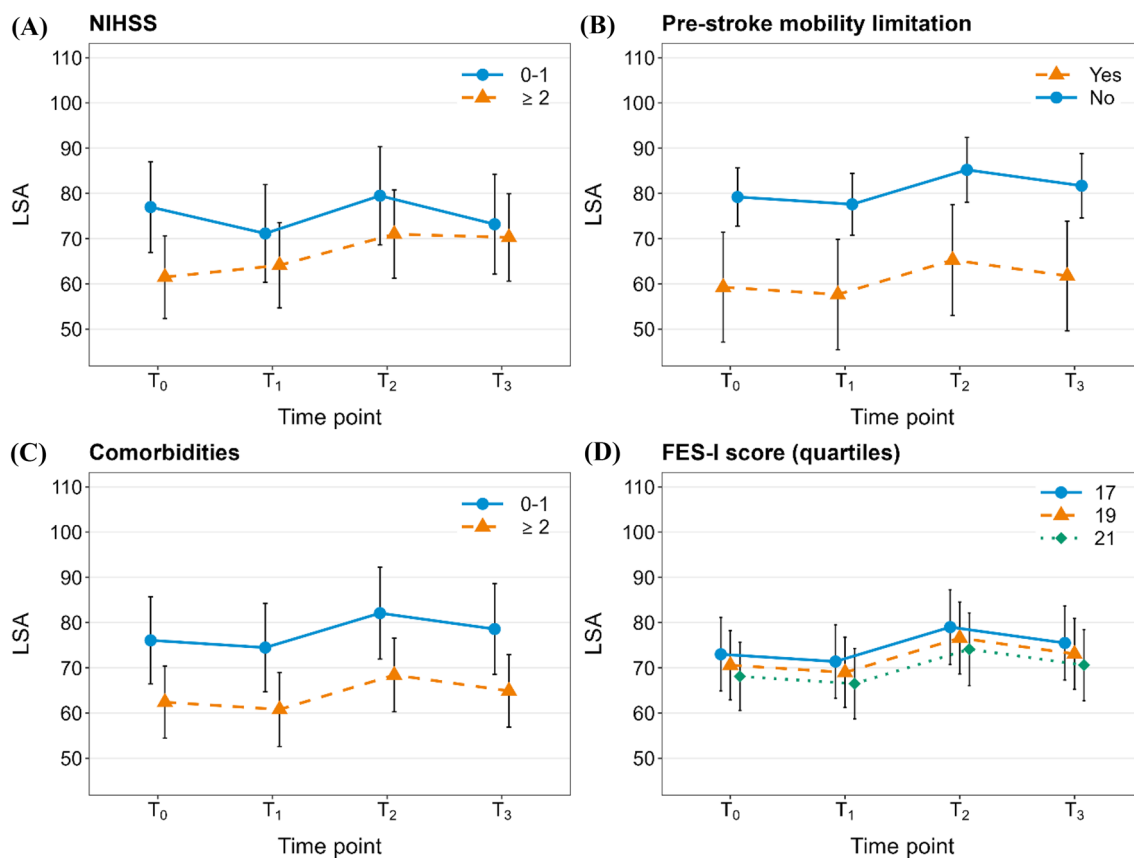 (A) NIHSS
110
100
90
80
70
60
50
LSA
0-1
≥ 2
T₀ T₁ T₂ T₃
Time point
(B) Pre-stroke mobility limitation
110
100
90
80
70
60
50
LSA
Yes
No
T₀ T₁ T₂ T₃
Time point
(C) Comorbidities
110
100
90
80
70
60
50
LSA
0-1
≥ 2
T₀ T₁ T₂ T₃
Time point
(D) FES-I score (quartiles)
110
100
90
80
70
60
50
LSA
17
19
21
T₀ T₁ T₂ T₃
Time point